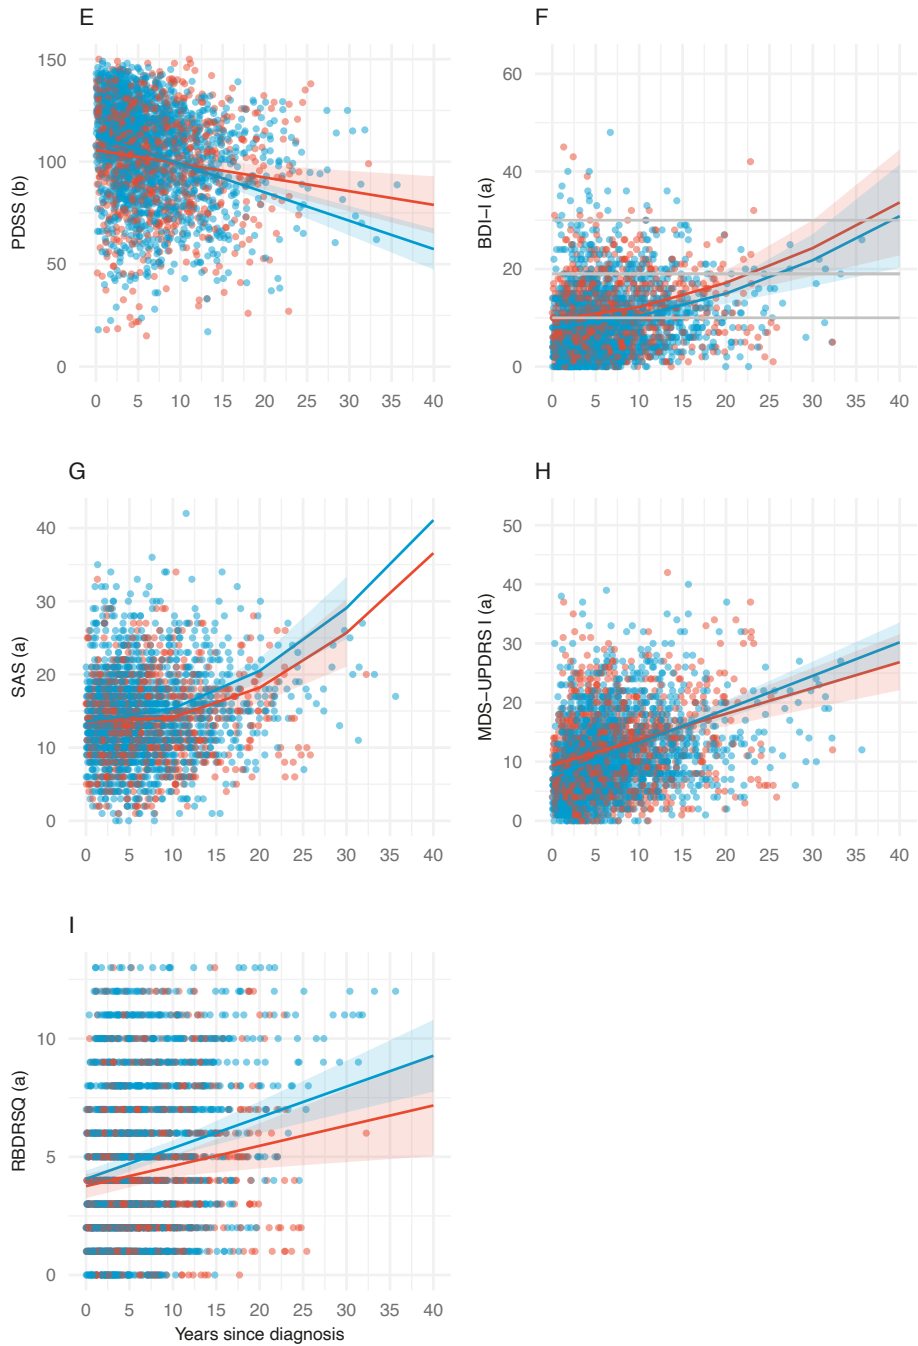 E
PDSS (b)
150
100
50
0
0 5 10 15 20 25 30 35 40
F
BDI−I (a)
60
40
20
0
0 5 10 15 20 25 30 35 40
G
SAS (a)
40
30
20
10
0
0 5 10 15 20 25 30 35 40
H
MDS−UPDRS I (a)
50
40
30
20
10
0
0 5 10 15 20 25 30 35 40
I
RBDRSQ (a)
10
5
0
0 5 10 15 20 25 30 35 40
Years since diagnosis